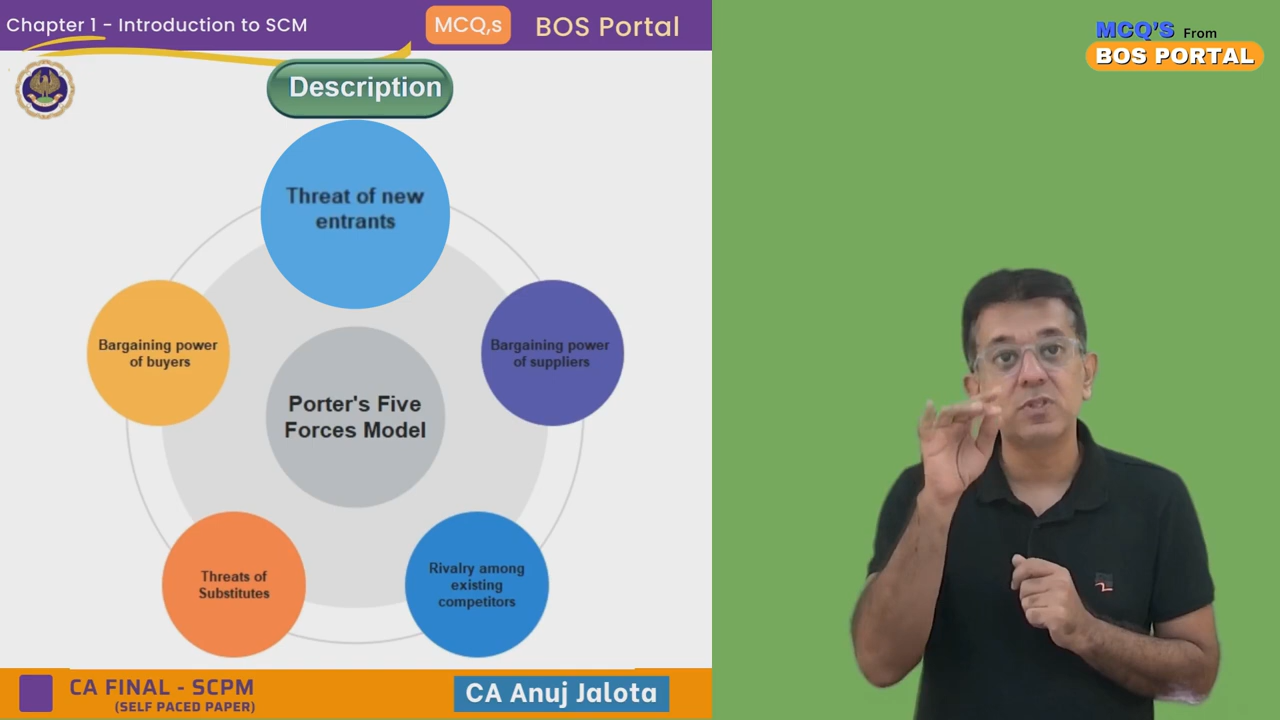 Chapter 1 - Introduction to SCM
MCQ,s
BOS Portal
MCQ'S From
BOS PORTAL
Description
Threat of new
entrants
Bargaining power
of buyers
Bargaining power
of suppliers
Porter's Five
Forces Model
Threats of
Substitutes
Rivalry among
existing
competitors
CA FINAL - SCPM
(SELF PACED PAPER)
CA Anuj Jalota